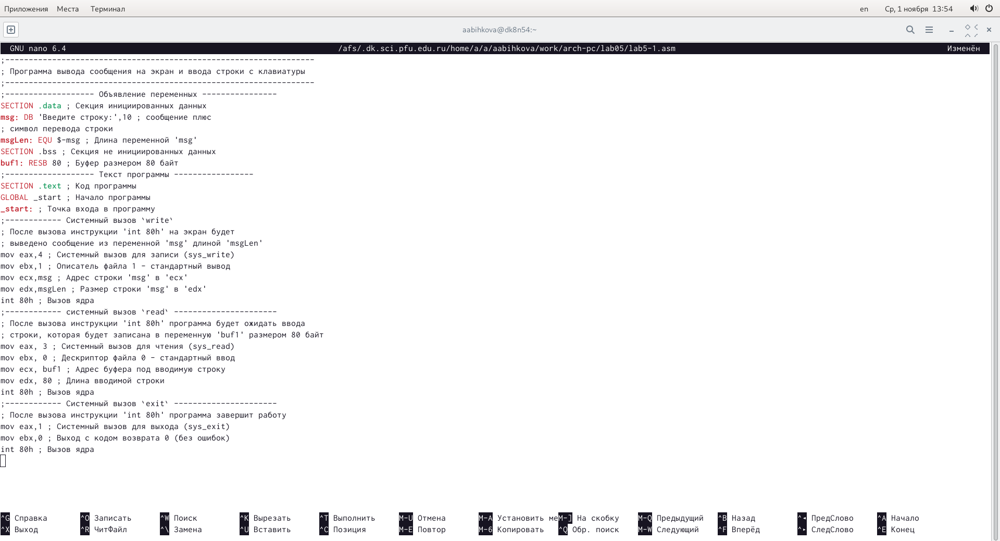 Приложения Места Терминал en Ср, 1 ноября 13:54
aabihkova@dk8n54:~
GNU nano 6.4 /afs/.dk.sci.pfu.edu.ru/home/a/a/aabihkova/work/arch-pc/lab05/lab5-1.asm Изменён
;------------------------------------------------------------------
; Программа вывода сообщения на экран и ввода строки с клавиатуры
;------------------------------------------------------------------
;------------------- Объявление переменных ----------------
SECTION .data ; Секция инициированных данных
msg: DB 'Введите строку:',10 ; сообщение плюс
; символ перевода строки
msgLen: EQU $-msg ; Длина переменной 'msg'
SECTION .bss ; Секция не инициированных данных
buf1: RESB 80 ; Буфер размером 80 байт
;------------------- Текст программы -----------------
SECTION .text ; Код программы
GLOBAL _start ; Начало программы
_start: ; Точка входа в программу
;------------ Системный вызов `write`
; После вызова инструкции 'int 80h' на экран будет
; выведено сообщение из переменной 'msg' длиной 'msgLen'
mov eax,4 ; Системный вызов для записи (sys_write)
mov ebx,1 ; Описатель файла 1 - стандартный вывод
mov ecx,msg ; Адрес строки 'msg' в 'ecx'
mov edx,msgLen ; Размер строки 'msg' в 'edx'
int 80h ; Вызов ядра
;------------ системный вызов `read` ----------------------
; После вызова инструкции 'int 80h' программа будет ожидать ввода
; строки, которая будет записана в переменную 'buf1' размером 80 байт
mov eax, 3 ; Системный вызов для чтения (sys_read)
mov ebx, 0 ; Дескриптор файла 0 - стандартный ввод
mov ecx, buf1 ; Адрес буфера под вводимую строку
mov edx, 80 ; Длина вводимой строки
int 80h ; Вызов ядра
;------------ Системный вызов `exit` ----------------------
; После вызова инструкции 'int 80h' программа завершит работу
mov eax,1 ; Системный вызов для выхода (sys_exit)
mov ebx,0 ; Выход с кодом возврата 0 (без ошибок)
int 80h ; Вызов ядра
^G Справка ^O Записать ^W Поиск ^K Вырезать ^T Выполнить M-U Отмена M-A Установить меM-] На скобку M-Q Предыдущий ^B Назад ^◂ ПредСлово ^A Начало
^X Выход ^R ЧитФайл ^\ Замена ^U Вставить ^C Позиция M-E Повтор M-6 Копировать ^Q Обр. поиск M-W Следующий ^F Вперёд ^▸ СледСлово ^E Конец